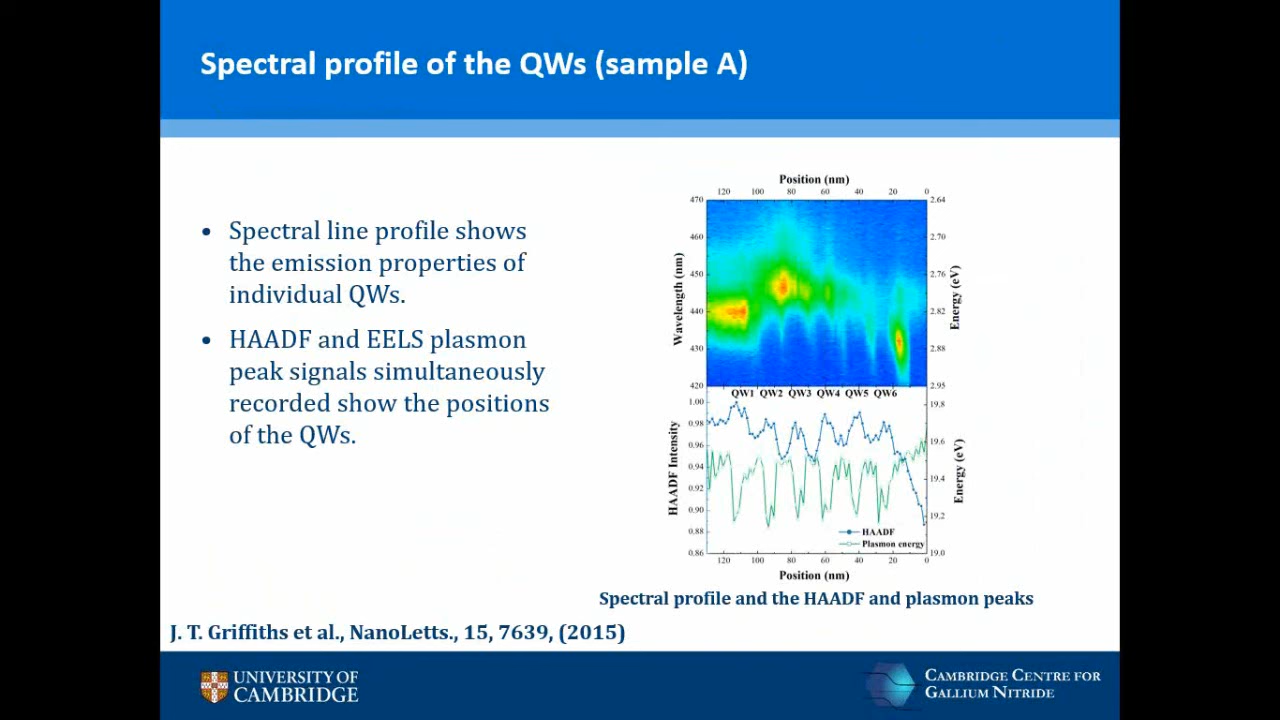 Spectral profile of the QWs (sample A)
• Spectral line profile shows
the emission properties of
individual QWs.
• HAADF and EELS plasmon
peak signals simultaneously
recorded show the positions
of the QWs.
Position (nm)
120 100 80 60 40 20 0
470 2.64
460 2.70
450 2.76
440 2.82
430 2.88
420 2.95
Wavelength (nm)
Energy (eV)
QW1 QW2 QW3 QW4 QW5 QW6
1.00 19.8
0.98
0.96 19.6
0.94 19.4
0.92
0.90 19.2
0.88
0.86 19.0
HAADF Intensity
Energy (eV)
HAADF
Plasmon energy
120 100 80 60 40 20 0
Position (nm)
Spectral profile and the HAADF and plasmon peaks
J. T. Griffiths et al., NanoLetts., 15, 7639, (2015)
UNIVERSITY OF
CAMBRIDGE
CAMBRIDGE CENTRE FOR
GALLIUM NITRIDE